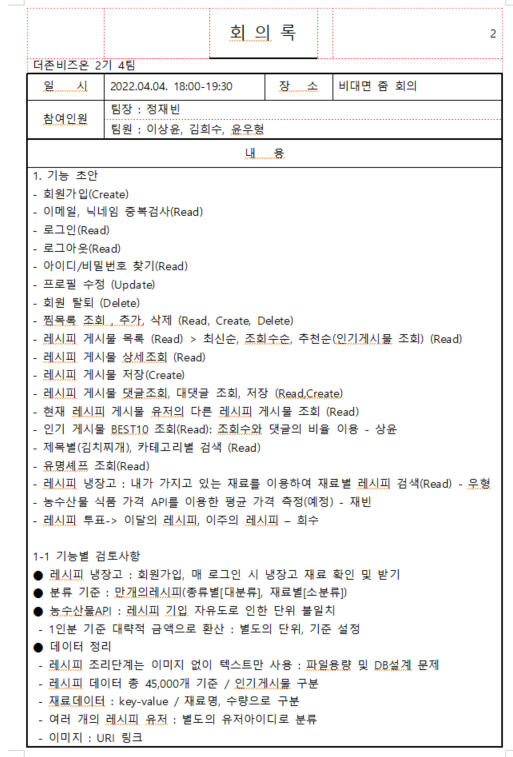 회 의 록
2
더존비즈온 2기 4팀
일 시 2022.04.04. 18:00-19:30 장 소 비대면 줌 회의
참여인원 팀장 : 정재빈
팀원 : 이상윤, 김희수, 윤우형
내 용
1. 기능 초안
- 회원가입(Create)
- 이메일, 닉네임 중복검사(Read)
- 로그인(Read)
- 로그아웃(Read)
- 아이디/비밀번호 찾기(Read)
- 프로필 수정 (Update)
- 회원 탈퇴 (Delete)
- 찜목록 조회 , 추가, 삭제 (Read, Create, Delete)
- 레시피 게시물 목록 (Read) > 최신순, 조회수순, 추천순(인기게시물 조회) (Read)
- 레시피 게시물 상세조회 (Read)
- 레시피 게시물 저장(Create)
- 레시피 게시물 댓글조회, 대댓글 조회, 저장 (Read,Create)
- 현재 레시피 게시물 유저의 다른 레시피 게시물 조회 (Read)
- 인기 게시물 BEST10 조회(Read): 조회수와 댓글의 비율 이용 - 상윤
- 제목별(김치찌개), 카테고리별 검색 (Read)
- 유명셰프 조회(Read)
- 레시피 냉장고 : 내가 가지고 있는 재료를 이용하여 재료별 레시피 검색(Read) - 우형
- 농수산물 식품 가격 API를 이용한 평균 가격 측정(예정) - 재빈
- 레시피 투표-> 이달의 레시피, 이주의 레시피 – 희수
1-1 기능별 검토사항
● 레시피 냉장고 : 회원가입, 매 로그인 시 냉장고 재료 확인 및 받기
● 분류 기준 : 만개의레시피(종류별[대분류], 재료별[소분류])
● 농수산물API : 레시피 기입 자유도로 인한 단위 불일치
- 1인분 기준 대략적 금액으로 환산 : 별도의 단위, 기준 설정
● 데이터 정리
- 레시피 조리단계는 이미지 없이 텍스트만 사용 : 파일용량 및 DB설계 문제
- 레시피 데이터 총 45,000개 기준 / 인기게시물 구분
- 재료데이터 : key-value / 재료명, 수량으로 구분
- 여러 개의 레시피 유저 : 별도의 유저아이디로 분류
- 이미지 : URI 링크